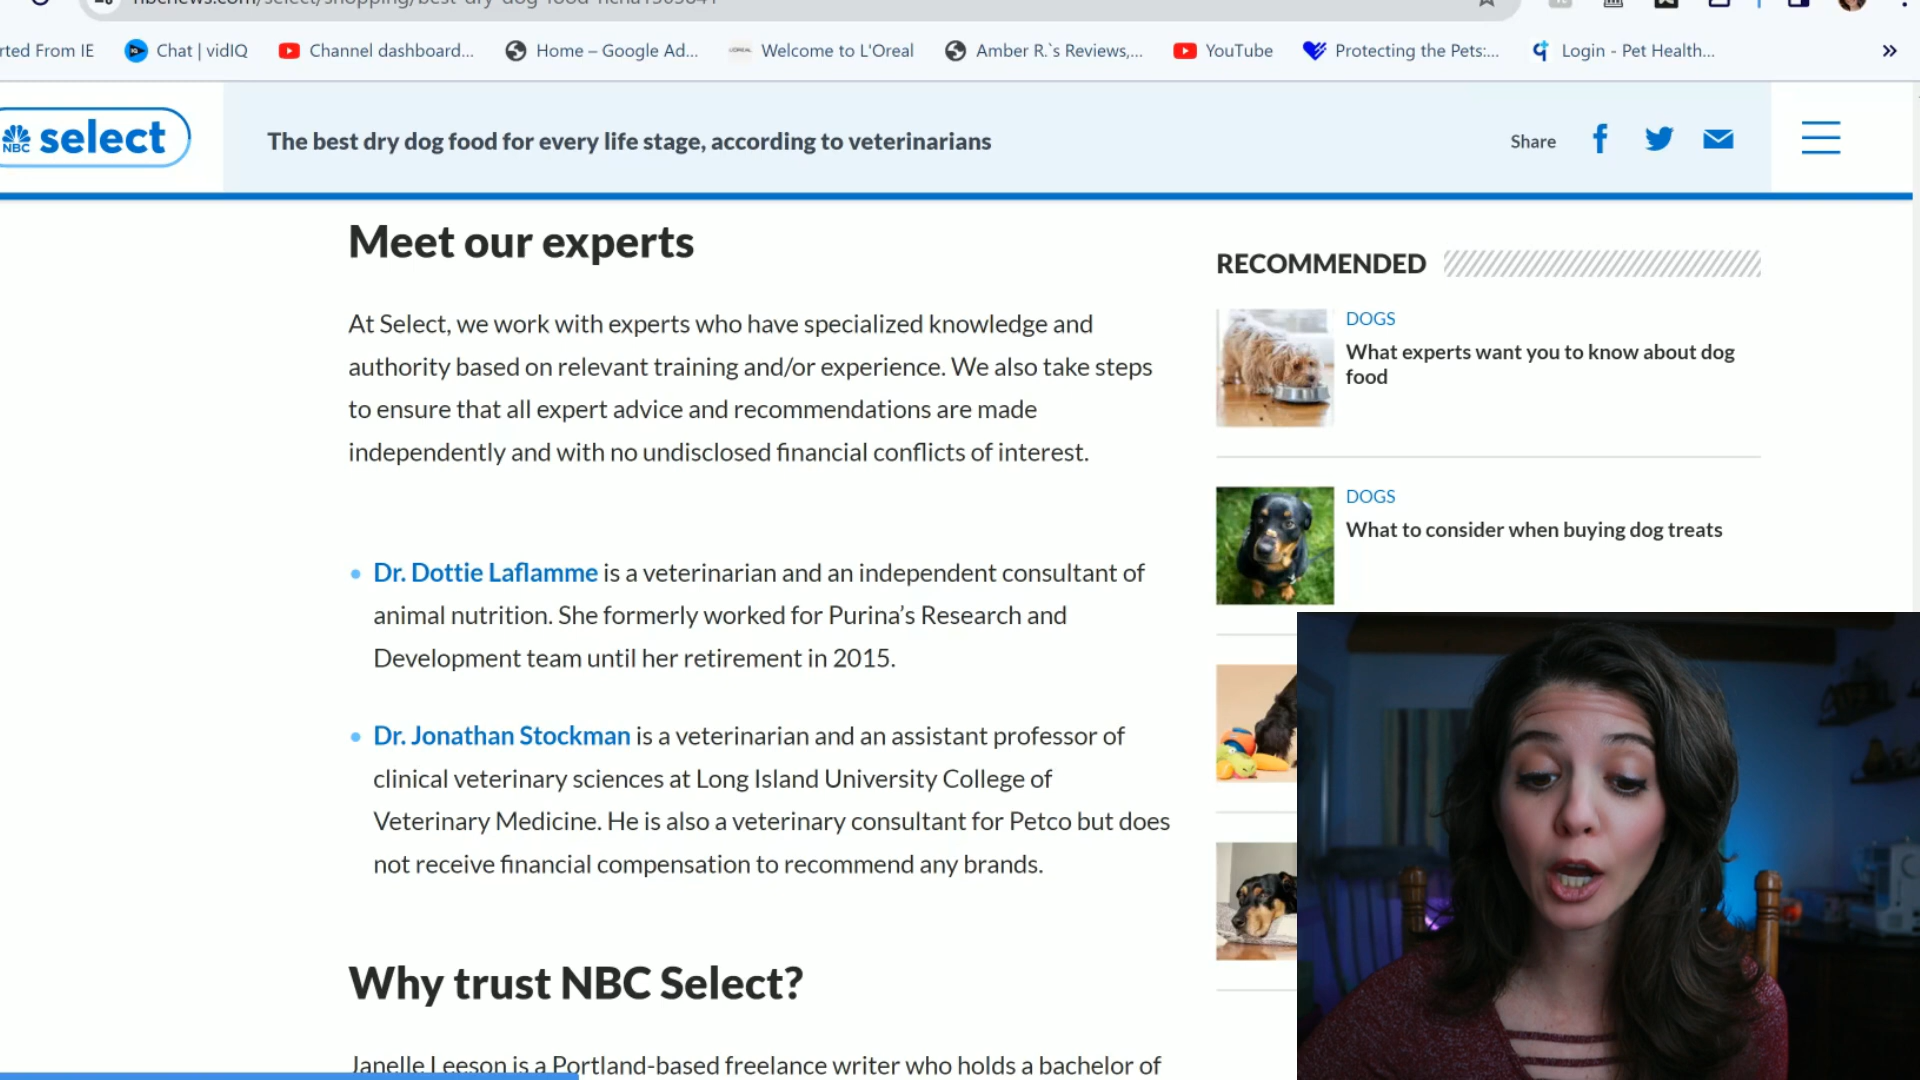 rted From IE
Chat | vidIQ
Channel dashboard...
Home – Google Ad...
Welcome to L'Oreal
Amber R.`s Reviews,...
YouTube
Protecting the Pets:...
Login - Pet Health...
»
NBC select
The best dry dog food for every life stage, according to veterinarians
Share
Meet our experts
At Select, we work with experts who have specialized knowledge and
authority based on relevant training and/or experience. We also take steps
to ensure that all expert advice and recommendations are made
independently and with no undisclosed financial conflicts of interest.
• Dr. Dottie Laflamme is a veterinarian and an independent consultant of
animal nutrition. She formerly worked for Purina’s Research and
Development team until her retirement in 2015.
• Dr. Jonathan Stockman is a veterinarian and an assistant professor of
clinical veterinary sciences at Long Island University College of
Veterinary Medicine. He is also a veterinary consultant for Petco but does
not receive financial compensation to recommend any brands.
Why trust NBC Select?
Janelle Leeson is a Portland-based freelance writer who holds a bachelor of
RECOMMENDED
DOGS
What experts want you to know about dog
food
DOGS
What to consider when buying dog treats